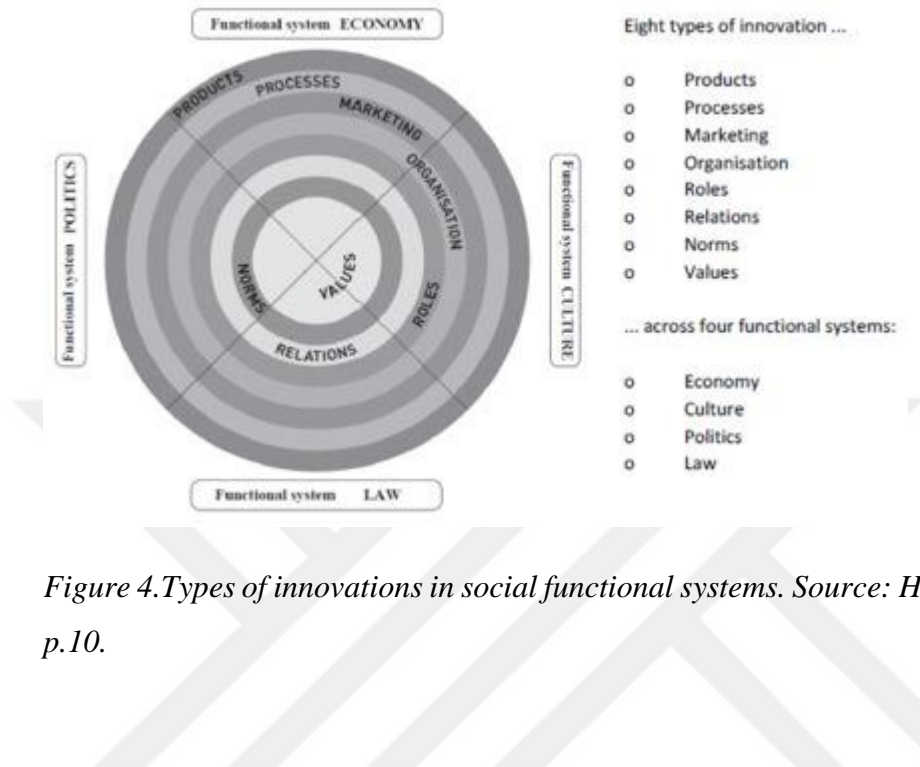 Functional system ECONOMY
Functional system POLITICS
PRODUCTS
PROCESSES
MARKETING
ORGANISATION
ROLES
RELATIONS
NORMS
VALUES
Functional system CULTURE
Functional system LAW
Eight types of innovation ...
o Products
o Processes
o Marketing
o Organisation
o Roles
o Relations
o Norms
o Values
... across four functional systems:
o Economy
o Culture
o Politics
o Law
Figure 4.Types of innovations in social functional systems. Source: H
p.10.